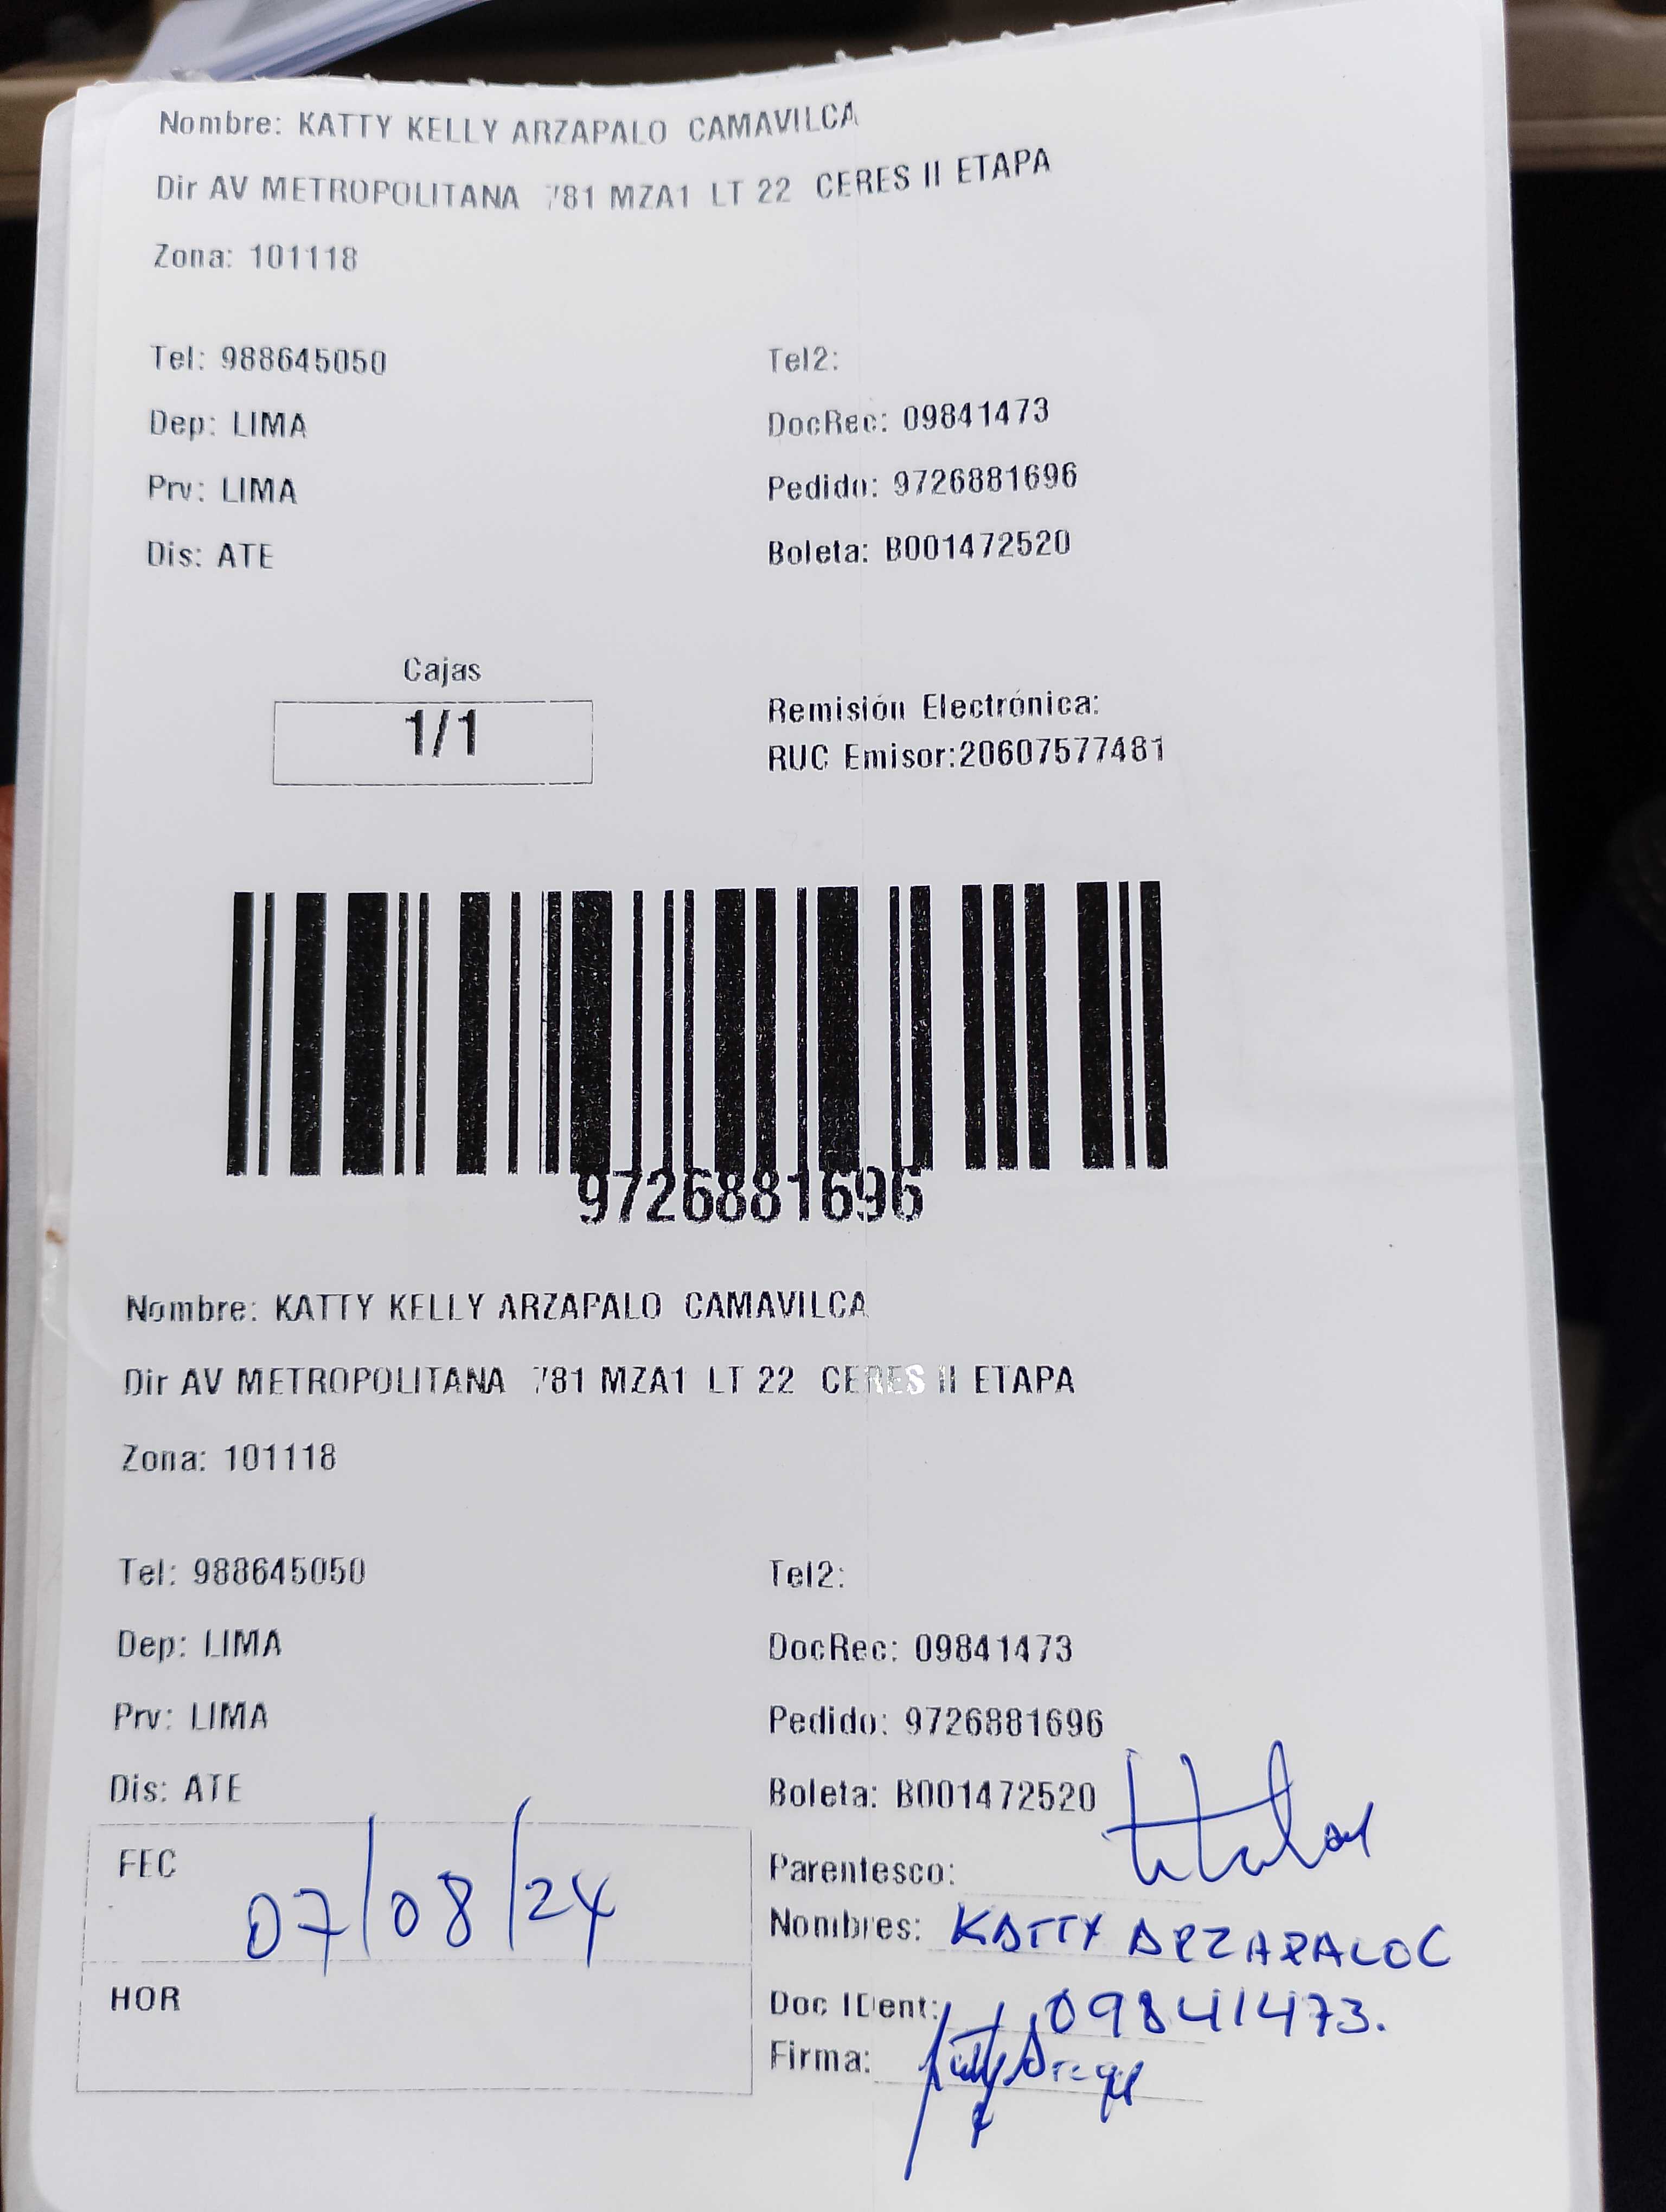 Nombre: KATTY KELLY ARZAPALO CAMAVILCA
Dir AV METROPOLITANA 781 MZA1 LT 22 CERES II ETAPA
Zona: 101118
Tel: 988645050 Tel2:
Dep: LIMA DocRec: 09841473
Prv: LIMA Pedido: 9726881696
Dis: ATE Boleta: B001472520
Cajas
1/1
Remisión Electrónica:
RUC Emisor:20607577481
9726881696
Nombre: KATTY KELLY ARZAPALO CAMAVILCA
Dir AV METROPOLITANA 781 MZA1 LT 22 CERES II ETAPA
Zona: 101118
Tel: 988645050 Tel2:
Dep: LIMA DocRec: 09841473
Prv: LIMA Pedido: 9726881696
Dis: ATE Boleta: B001472520
FEC 07/08/24
HOR
Parentesco: titular
Nombres: KATTY ARZAPALO C
Doc IDent: 09841473.
Firma: